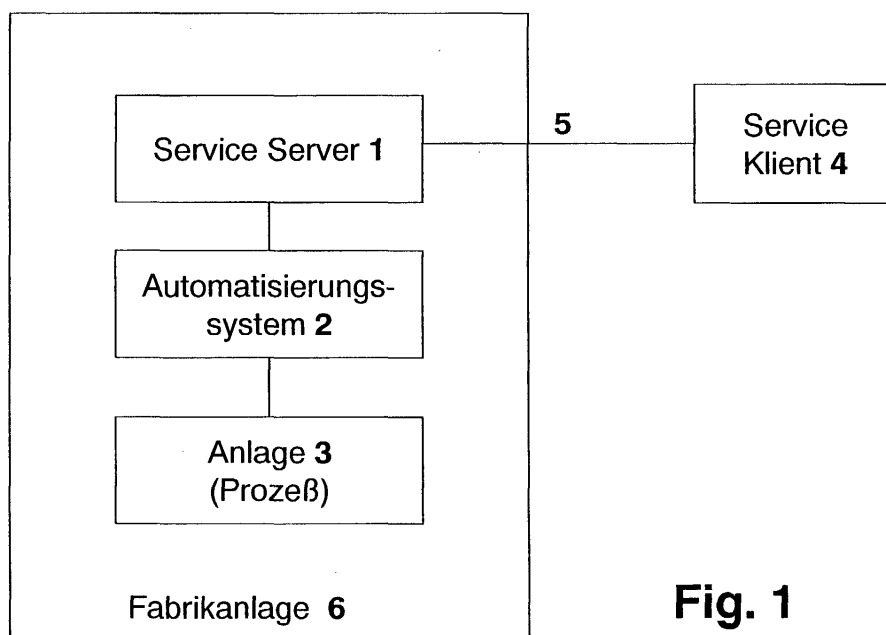 Service Server 1
5
Service
Klient 4
Automatisierungs-
system 2
Anlage 3
(Prozeß)
Fabrikanlage 6
Fig. 1